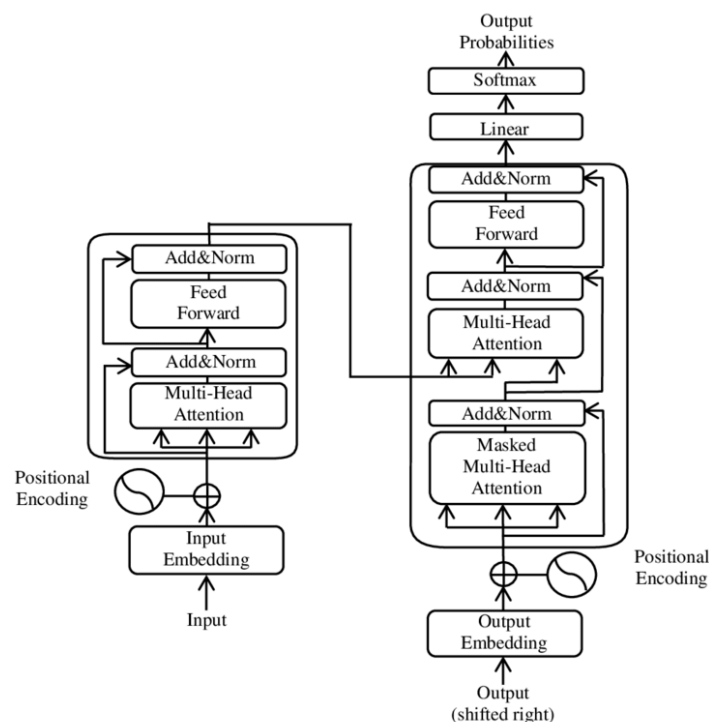 Output
Probabilities
Softmax
Linear
Add&Norm
Feed
Forward
Add&Norm
Multi-Head
Attention
Add&Norm
Masked
Multi-Head
Attention
Positional
Encoding
Output
Embedding
Output
(shifted right)
Add&Norm
Feed
Forward
Add&Norm
Multi-Head
Attention
Positional
Encoding
Input
Embedding
Input